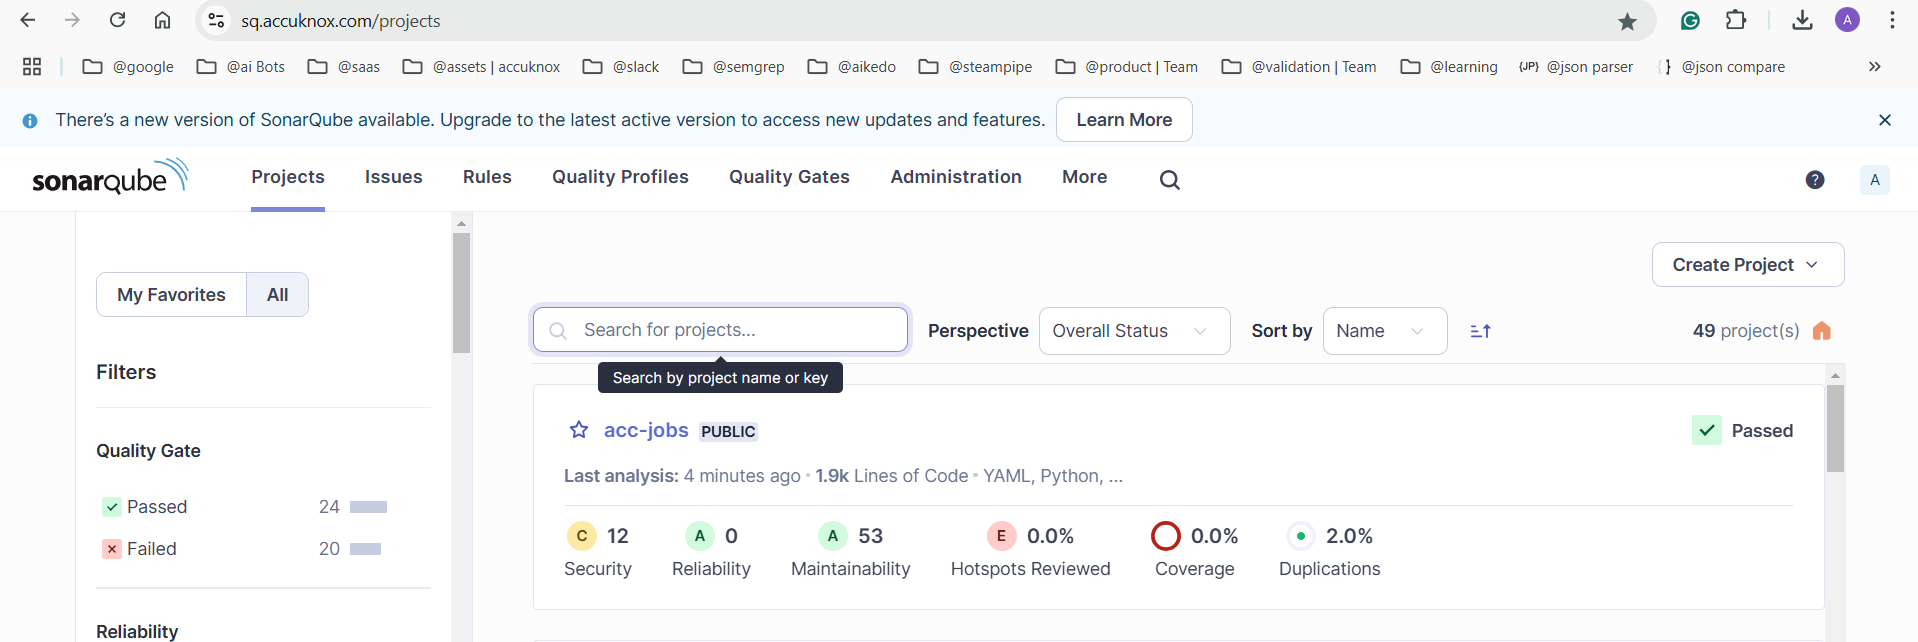 sq.accuknox.com/projects
A
@google @ai Bots @saas @assets | accuknox @slack @semgrep @aikedo @steampipe @product | Team @validation | Team @learning {JP} @json parser { } @json compare »
There's a new version of SonarQube available. Upgrade to the latest active version to access new updates and features. Learn More
sonarqube Projects Issues Rules Quality Profiles Quality Gates Administration More ? A
Create Project
My Favorites All
Search for projects... Perspective Overall Status Sort by Name 49 project(s)
Search by project name or key
Filters
acc-jobs PUBLIC Passed
Quality Gate
Last analysis: 4 minutes ago • 1.9k Lines of Code • YAML, Python, ...
Passed 24
C 12 A 0 A 53 E 0.0% 0.0% 2.0%
Failed 20
Security Reliability Maintainability Hotspots Reviewed Coverage Duplications
Reliability